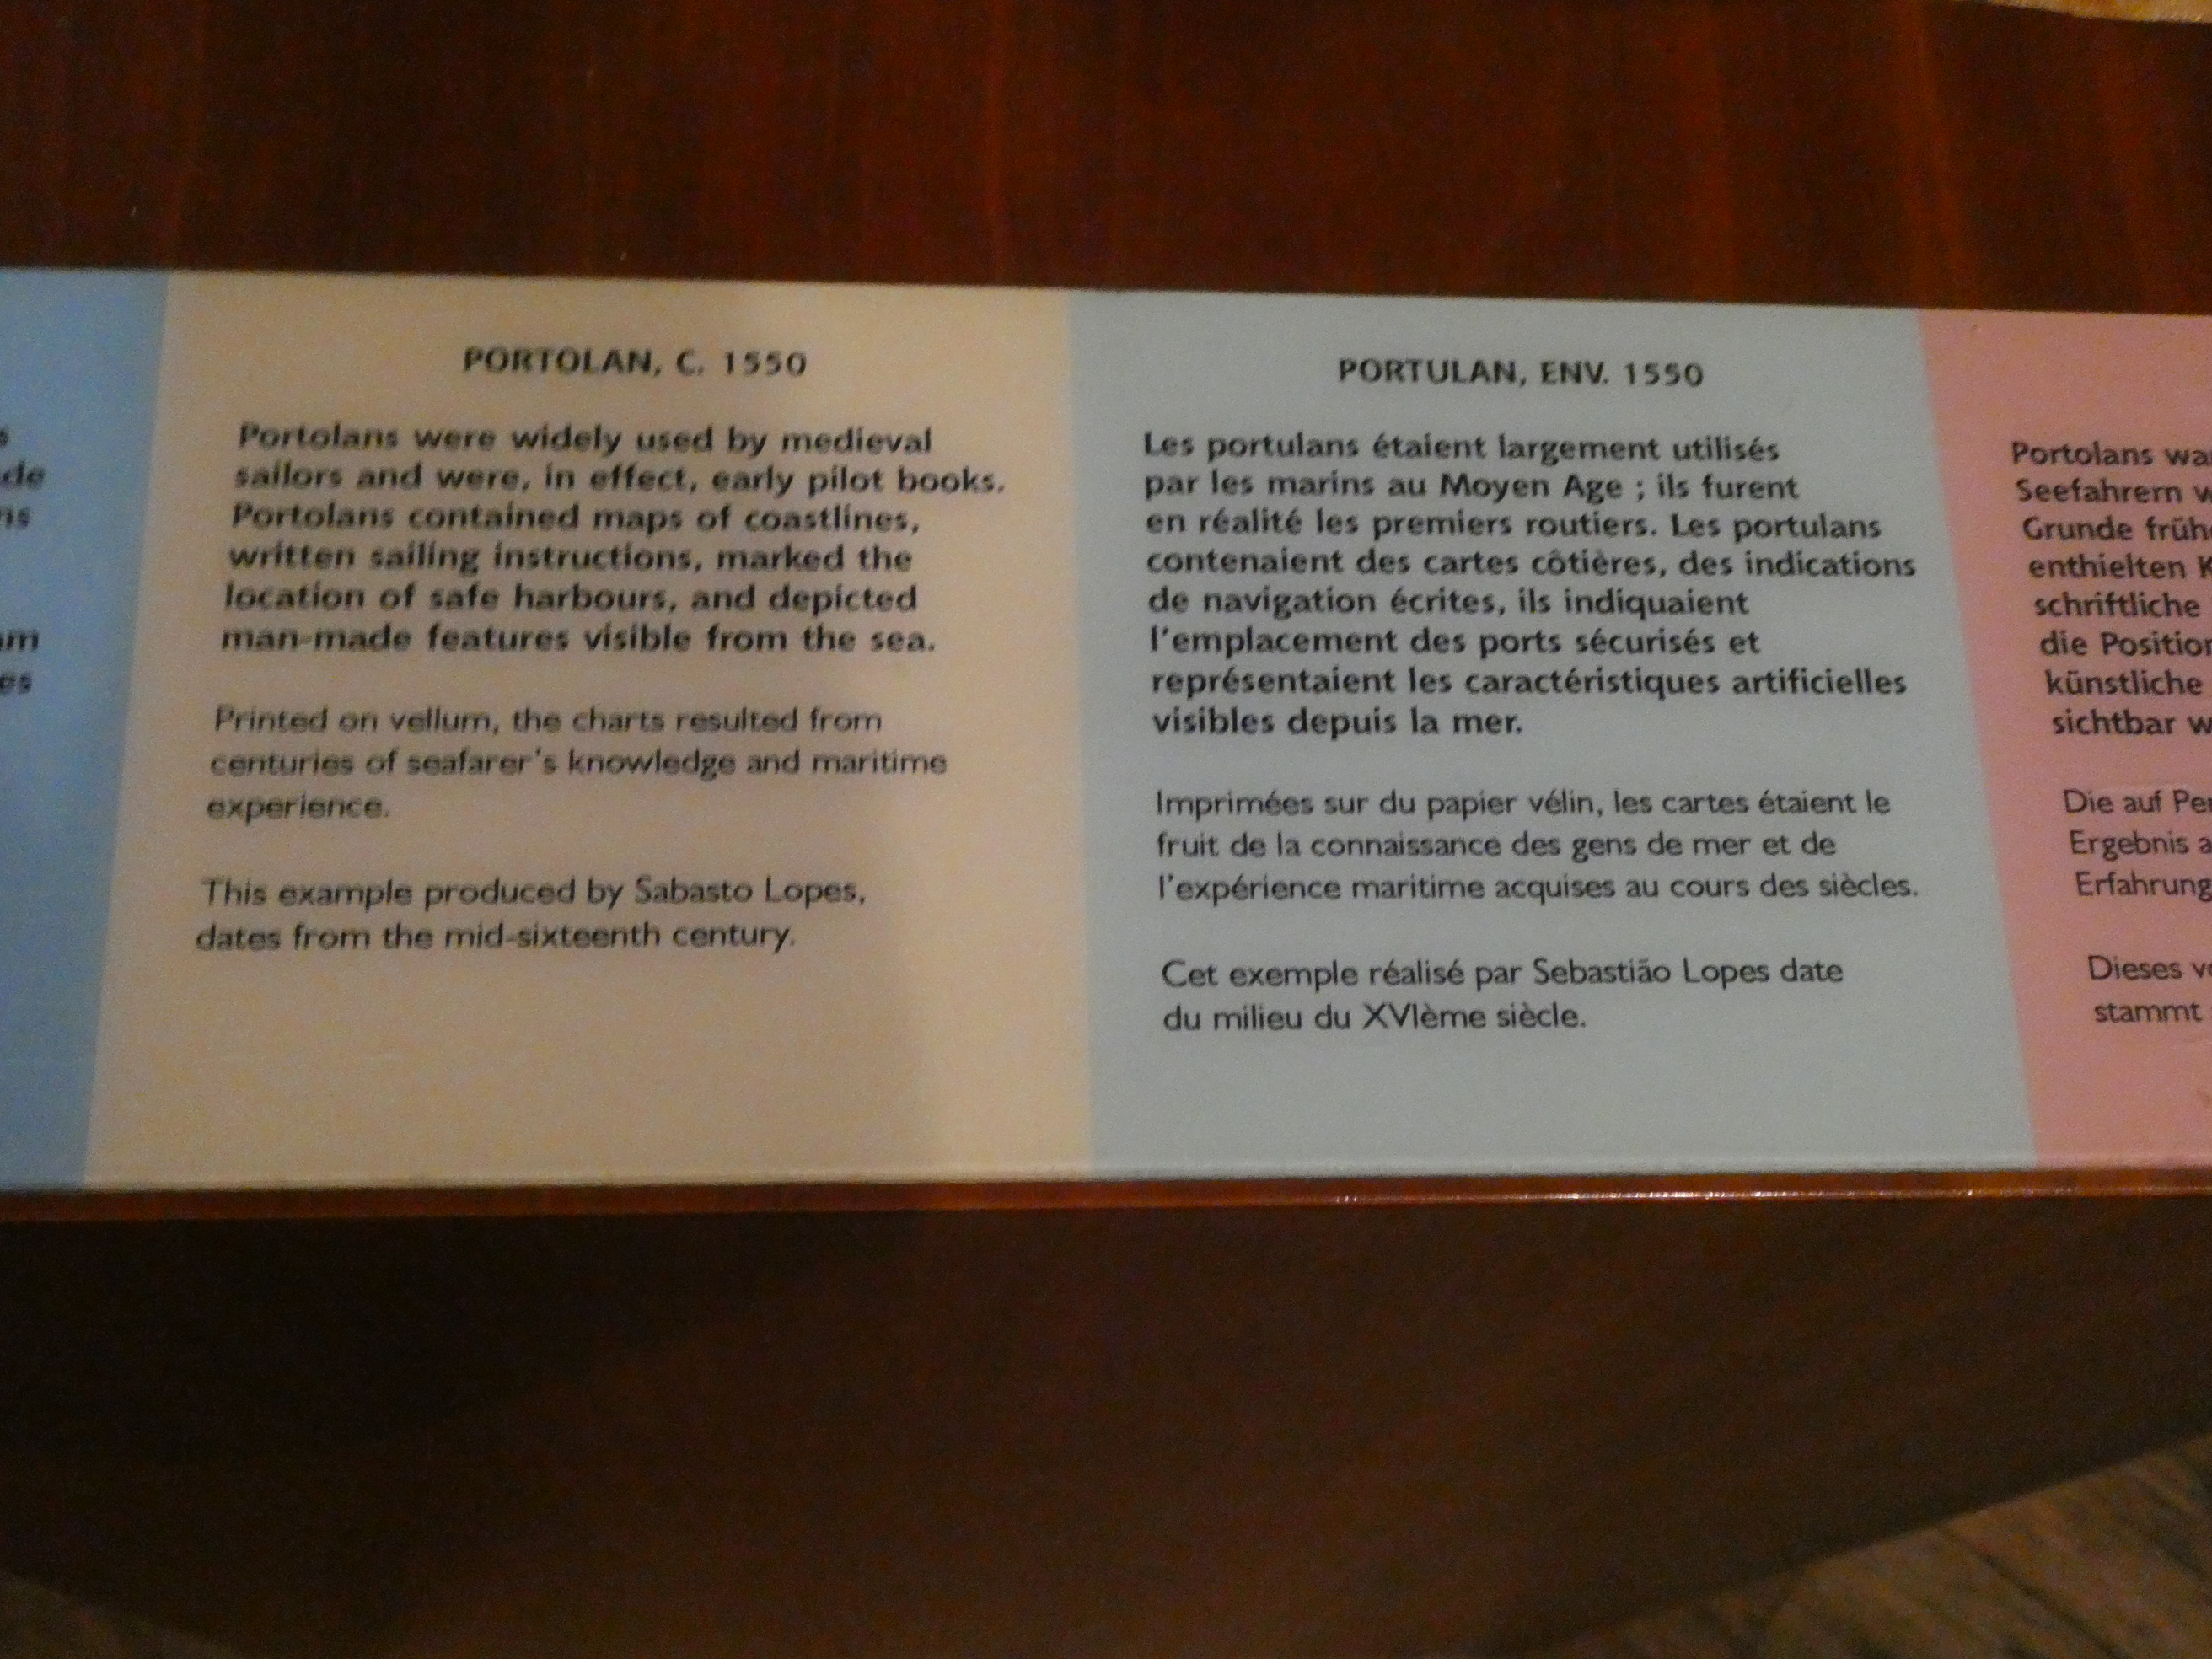 de
ns
am
es
PORTOLAN, C. 1550
Portolans were widely used by medieval
sailors and were, in effect, early pilot books.
Portolans contained maps of coastlines,
written sailing instructions, marked the
location of safe harbours, and depicted
man-made features visible from the sea.
Printed on vellum, the charts resulted from
centuries of seafarer's knowledge and maritime
experience.
This example produced by Sabasto Lopes,
dates from the mid-sixteenth century.
PORTULAN, ENV. 1550
Les portulans étaient largement utilisés
par les marins au Moyen Age ; ils furent
en réalité les premiers routiers. Les portulans
contenaient des cartes côtières, des indications
de navigation écrites, ils indiquaient
l'emplacement des ports sécurisés et
représentaient les caractéristiques artificielles
visibles depuis la mer.
Imprimées sur du papier vélin, les cartes étaient le
fruit de la connaissance des gens de mer et de
l'expérience maritime acquises au cours des siècles.
Cet exemple réalisé par Sebastião Lopes date
du milieu du XVIème siècle.
Portolans wa
Seefahrern w
Grunde früh
enthielten K
schriftliche
die Position
künstliche
sichtbar w
Die auf Per
Ergebnis a
Erfahrung
Dieses vo
stammt